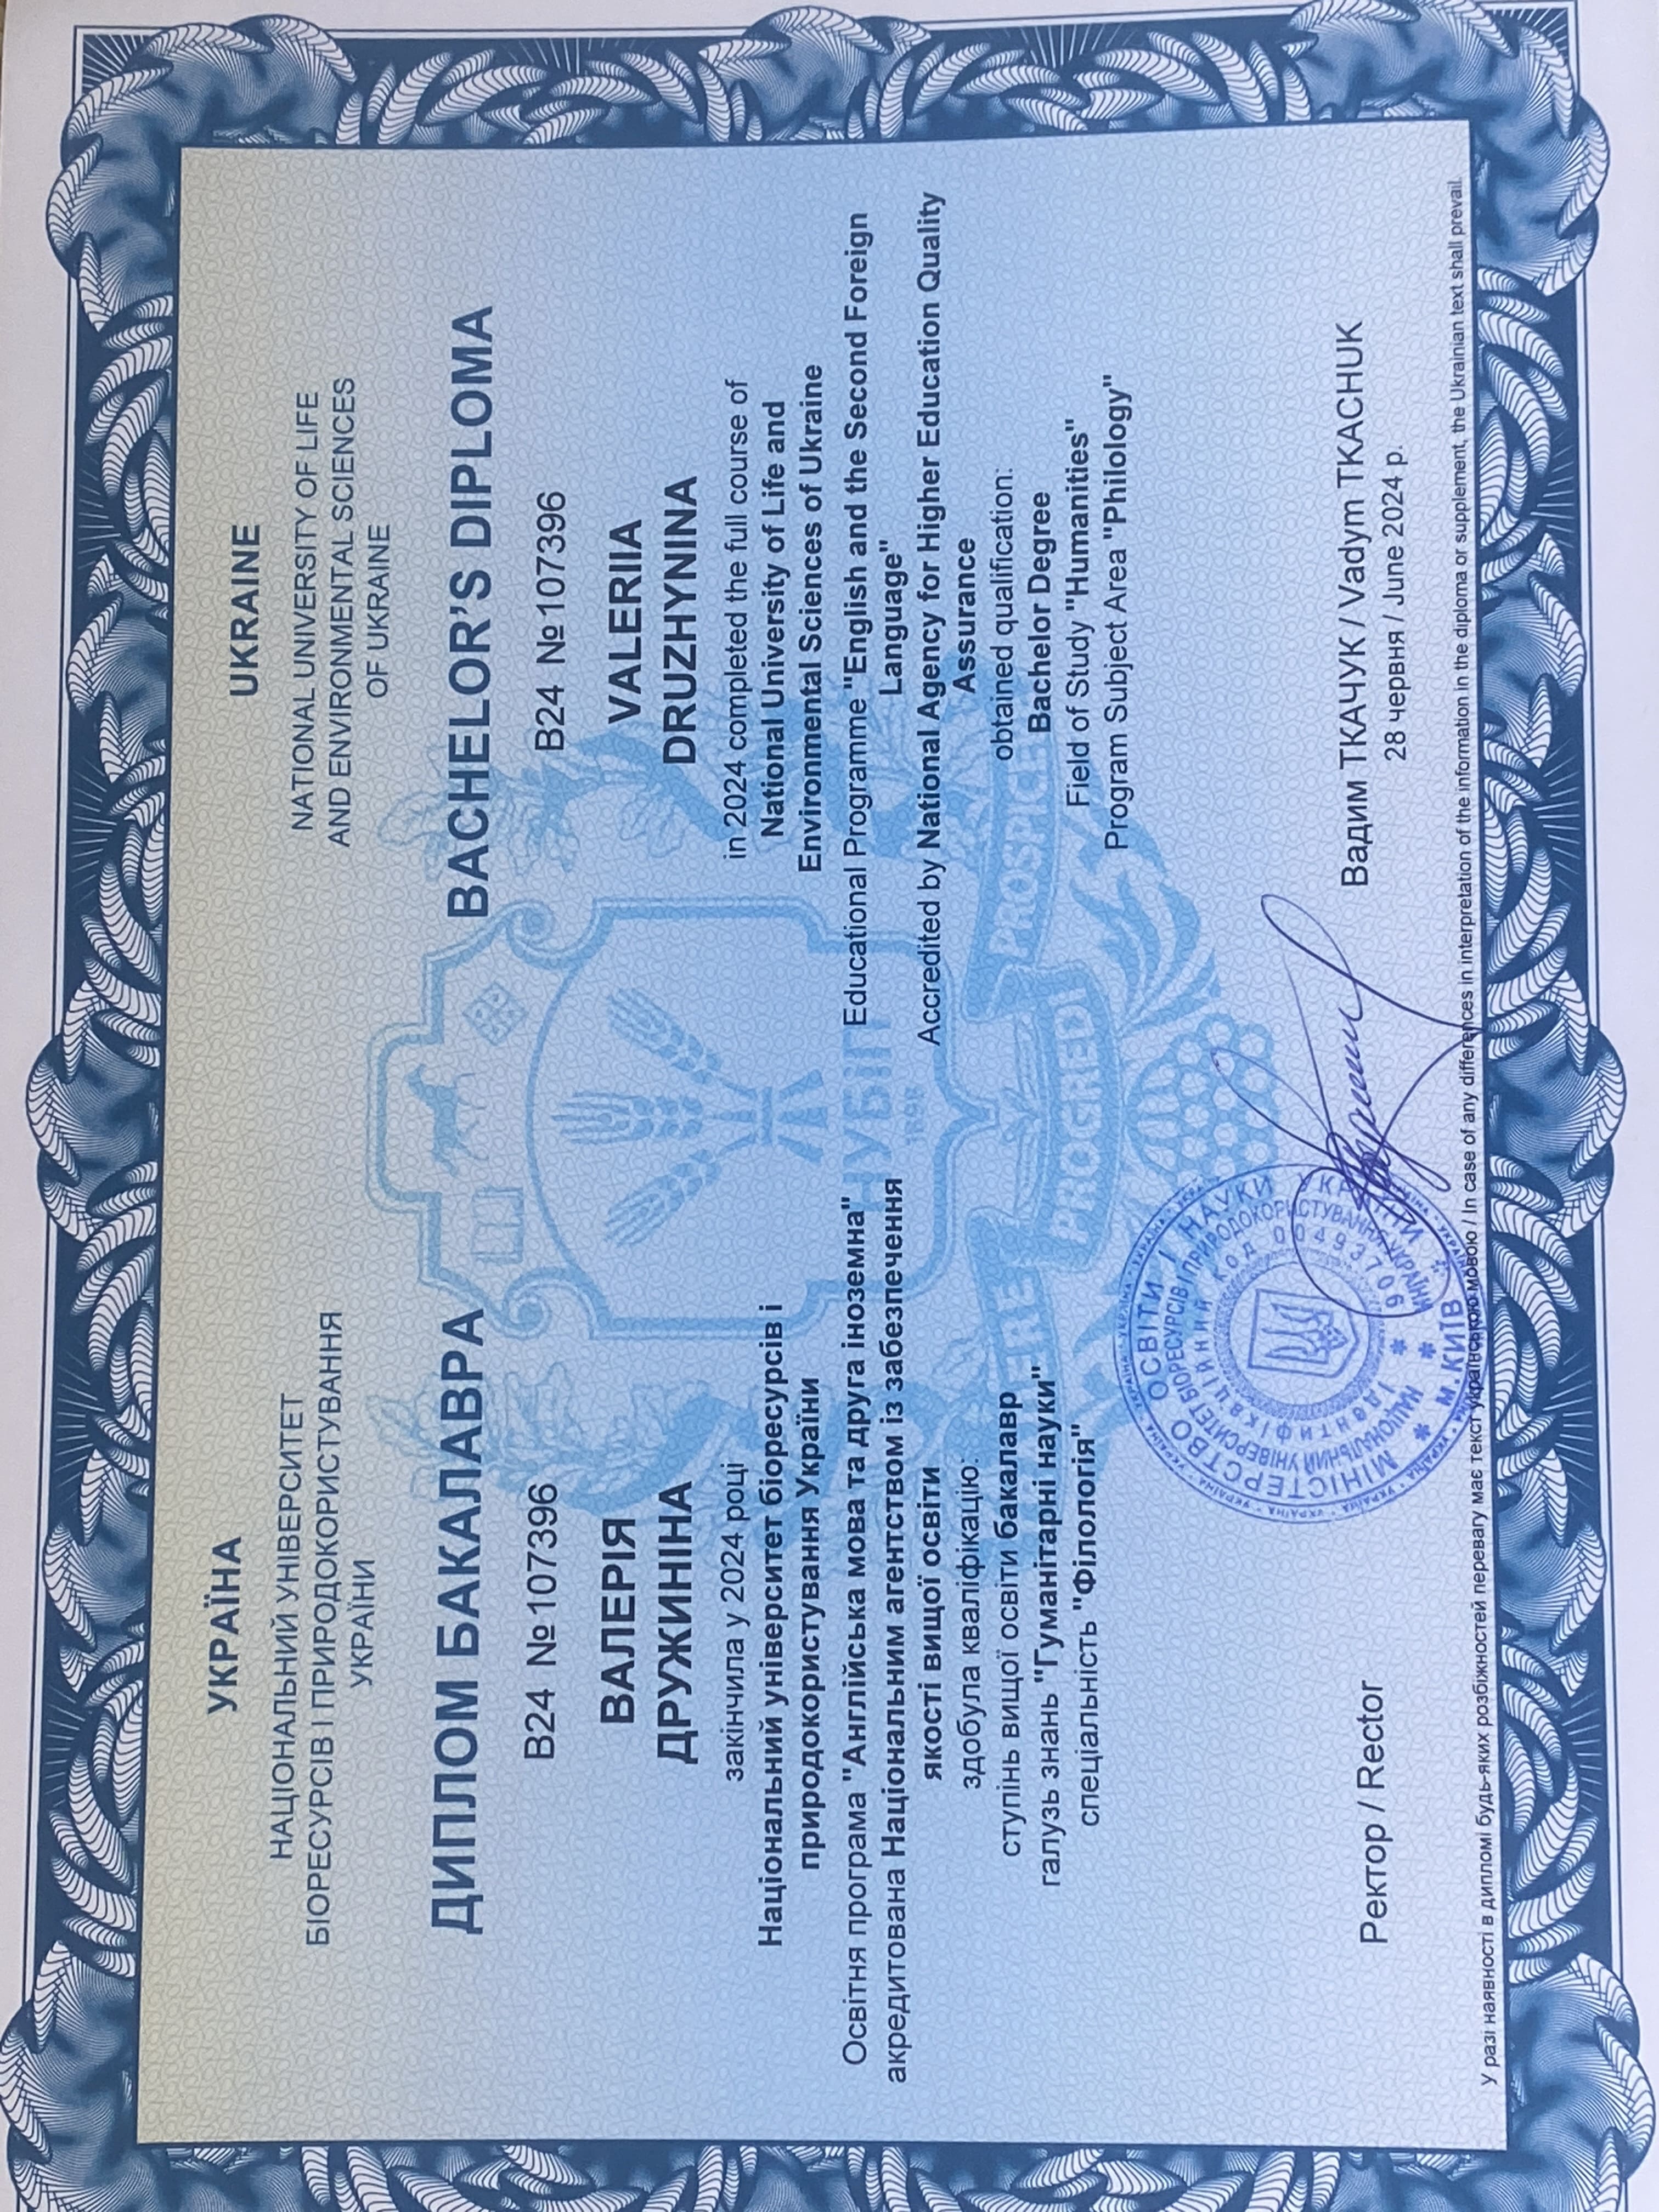 УКРАЇНА
НАЦІОНАЛЬНИЙ УНІВЕРСИТЕТ
БІОРЕСУРСІВ І ПРИРОДОКОРИСТУВАННЯ
УКРАЇНИ
ДИПЛОМ БАКАЛАВРА
В24 №107396
ВАЛЕРІЯ
ДРУЖИНІНА
закінчила у 2024 році
Національний університет біоресурсів і
природокористування України
Освітня програма "Англійська мова та друга іноземна"
акредитована Національним агентством із забезпечення
якості вищої освіти
здобула кваліфікацію:
ступінь вищої освіти бакалавр
галузь знань "Гуманітарні науки"
спеціальність "Філологія"
UKRAINE
NATIONAL UNIVERSITY OF LIFE
AND ENVIRONMENTAL SCIENCES
OF UKRAINE
BACHELOR'S DIPLOMA
B24 №107396
VALERIIA
DRUZHYNINA
in 2024 completed the full course of
National University of Life and
Environmental Sciences of Ukraine
Educational Programme "English and the Second Foreign
Language"
Accredited by National Agency for Higher Education Quality
Assurance
obtained qualification:
Bachelor Degree
Field of Study "Humanities"
Program Subject Area "Philology"
НУБІП
1898
PROGREDI
PROSPICE
МІНІСТЕРСТВО ОСВІТИ І НАУКИ УКРАЇНИ
НАЦІОНАЛЬНИЙ УНІВЕРСИТЕТ БІОРЕСУРСІВ І ПРИРОДОКОРИСТУВАННЯ УКРАЇНИ
Ідентифікаційний код 00493706
м.КИЇВ
Ректор / Rector
Вадим ТКАЧУК / Vadym TKACHUK
28 червня / June 2024 р.
У разі наявності в дипломі будь-яких розбіжностей перевагу має текст українською мовою / In case of any differences in interpretation of the information in the diploma or supplement, the Ukrainian text shall prevail